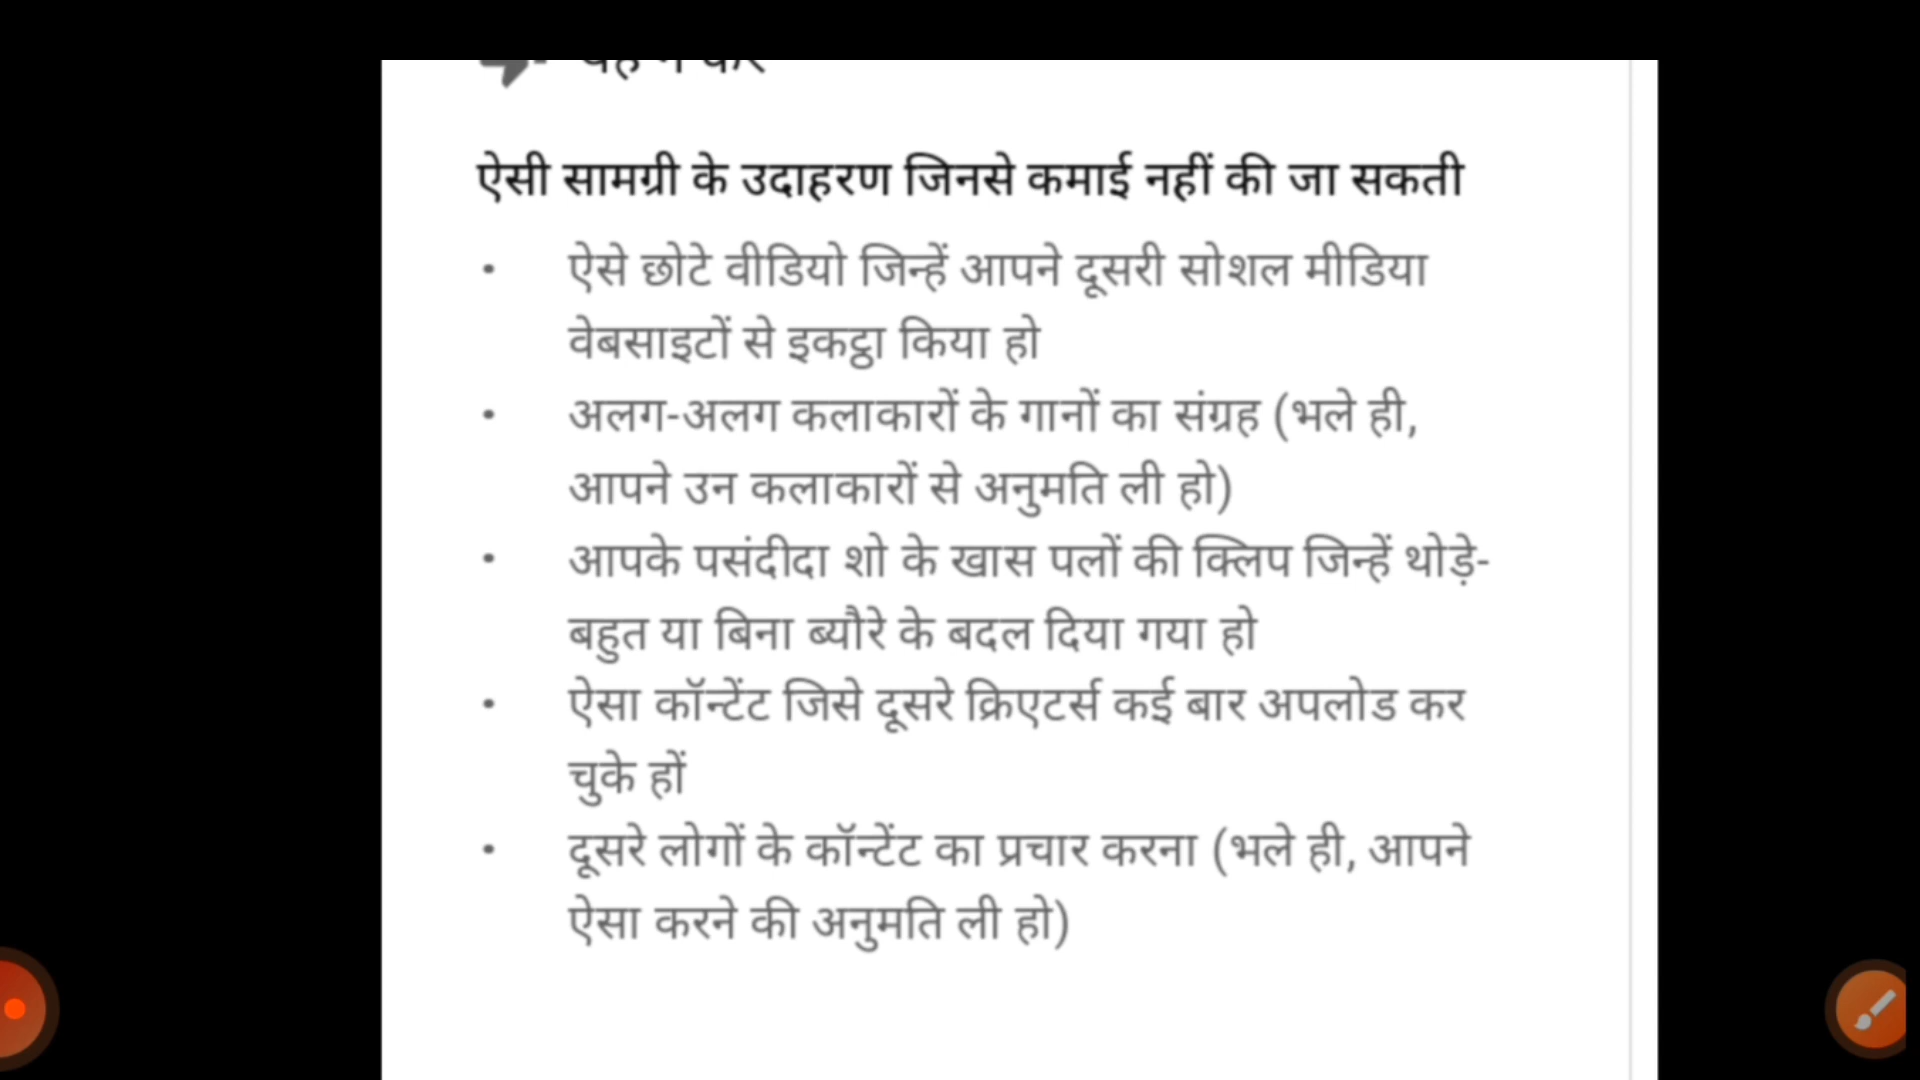 ऐसी सामग्री के उदाहरण जिनसे कमाई नहीं की जा सकती
• ऐसे छोटे वीडियो जिन्हें आपने दूसरी सोशल मीडिया
वेबसाइटों से इकट्ठा किया हो
• अलग-अलग कलाकारों के गानों का संग्रह (भले ही,
आपने उन कलाकारों से अनुमति ली हो)
• आपके पसंदीदा शो के खास पलों की क्लिप जिन्हें थोड़े-
बहुत या बिना ब्यौरे के बदल दिया गया हो
• ऐसा कॉन्टेंट जिसे दूसरे क्रिएटर्स कई बार अपलोड कर
चुके हों
• दूसरे लोगों के कॉन्टेंट का प्रचार करना (भले ही, आपने
ऐसा करने की अनुमति ली हो)